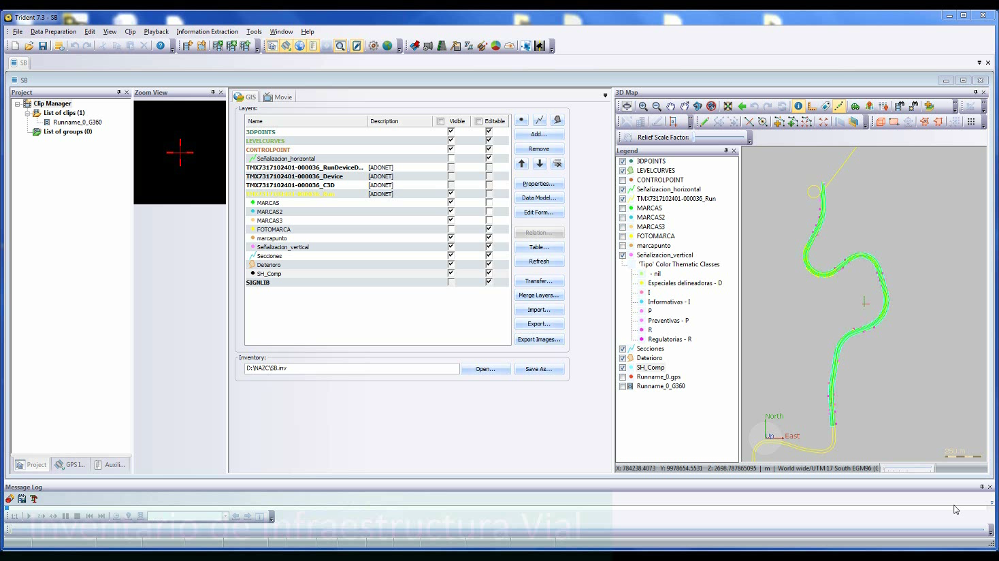 Trident 7.3 - SB
File Data Preparation Edit View Clip Playback Information Extraction Tools Window Help
SB
SB
Project
Clip Manager
List of clips (1)
Runname_0_G360
List of groups (0)
Project GPS I... Auxili...
Zoom View
GIS Movie
Layers:
Name Description Visible Editable
3DPOINTS
LEVELCURVES
CONTROLPOINT
Señalizacion_horizontal
TMX7317102401-000036_RunDeviceD... [ADONET]
TMX7317102401-000036_Device [ADONET]
TMX7317102401-000036_C3D [ADONET]
TMX7317102401-000036_Run [ADONET]
MARCAS
MARCAS2
MARCAS3
FOTOMARCA
marcapunto
Señalizacion_vertical
Secciones
Deterioro
SH_Comp
SIGNLIB
Add...
Remove
Properties...
Data Model...
Edit Form...
Relation...
Table...
Refresh
Transfer...
Merge Layers...
Import...
Export...
Export Images...
Inventory:
D:\NAZC\SB.inv Open... Save As...
3D Map
Relief Scale Factor:
Legend
3DPOINTS
LEVELCURVES
CONTROLPOINT
Señalizacion_horizontal
TMX7317102401-000036_Run
MARCAS
MARCAS2
MARCAS3
FOTOMARCA
marcapunto
Señalizacion_vertical
'Tipo' Color Thematic Classes
- nil
Especiales delineadoras - D
I
Informativas - I
P
Preventivas - P
R
Regulatorias - R
Secciones
Deterioro
SH_Comp
Runname_0.gps
Runname_0_G360
North
Up East
250 m
X: 784238.4073 Y: 9978654.5531 Z: 2698.787865095 | m | World wide/UTM 17 South EGM96 (G
Message Log
1:1
Inventario de Infraestructura Vial